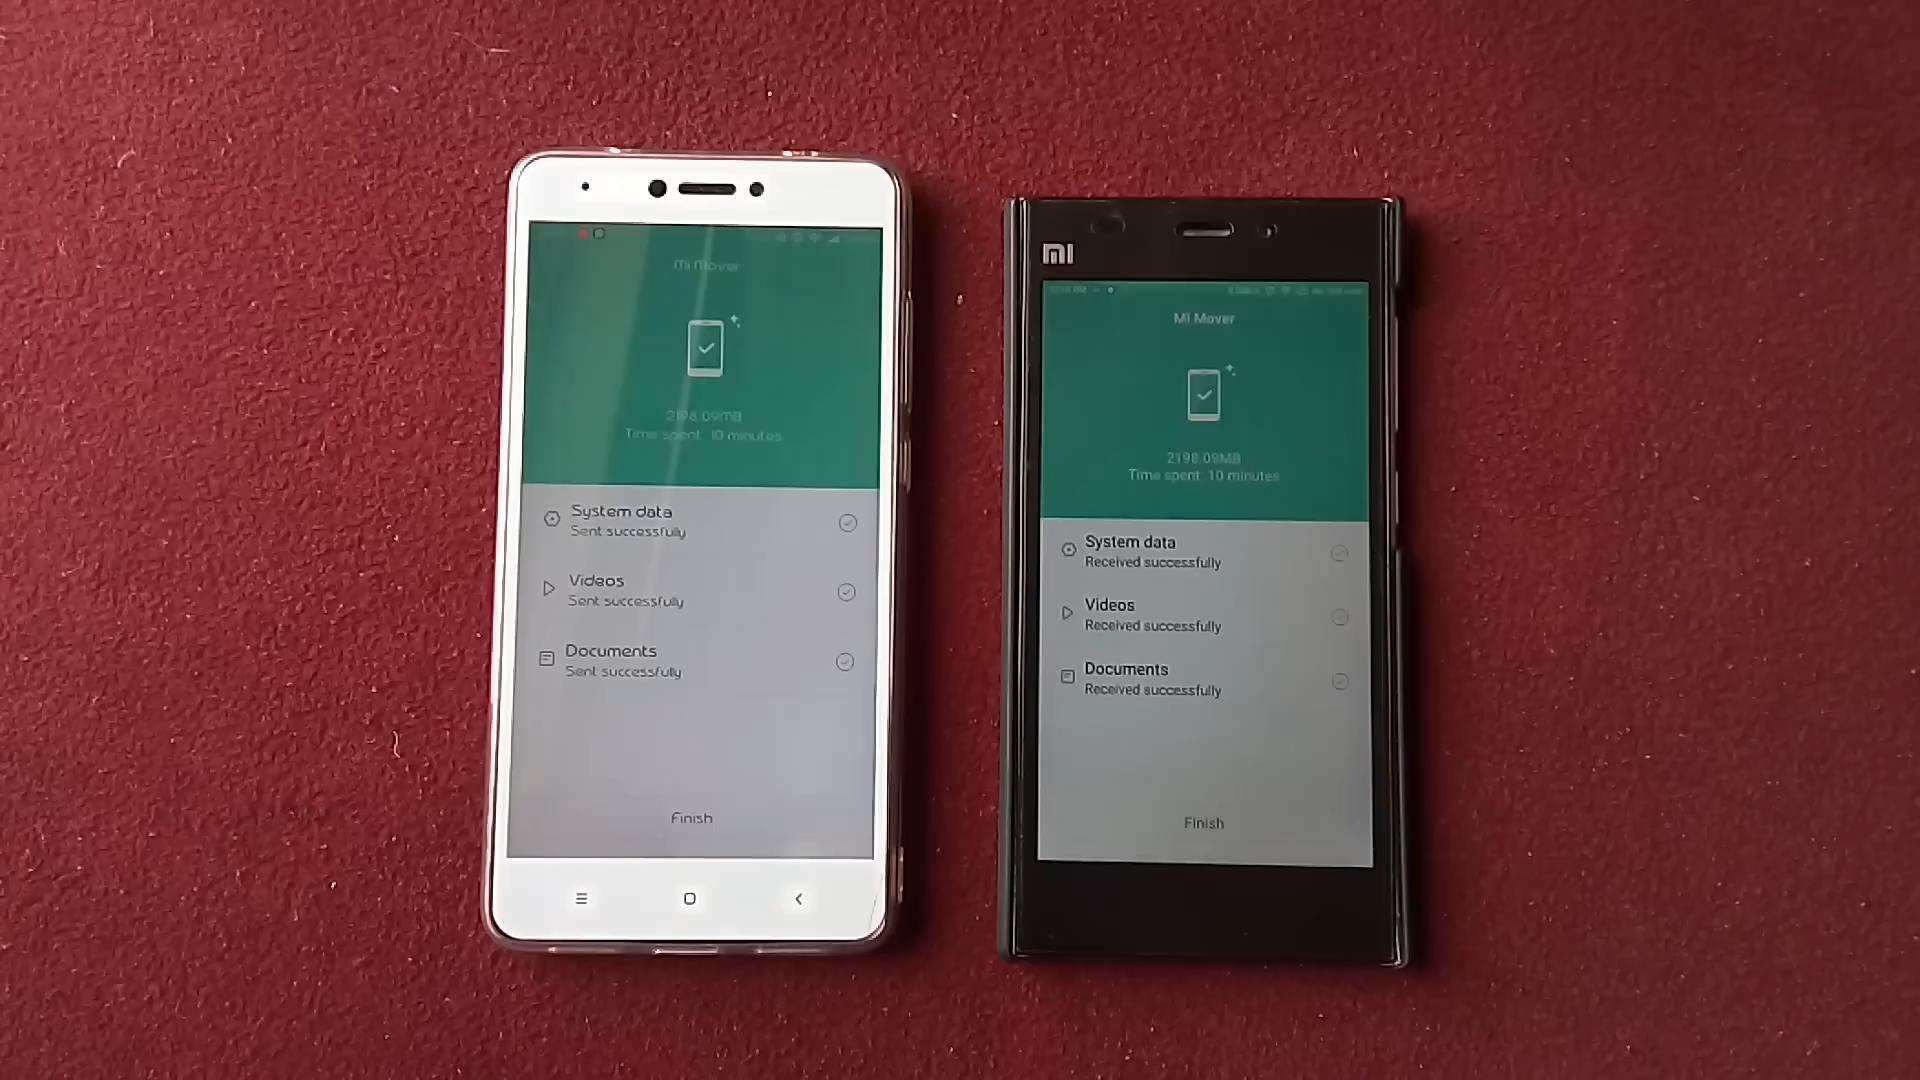 Mi Mover
2198.09MB
Time spent: 10 minutes
System data
Sent successfully
Videos
Sent successfully
Documents
Sent successfully
Finish
MI
Mi Mover
2198.09MB
Time spent: 10 minutes
System data
Received successfully
Videos
Received successfully
Documents
Received successfully
Finish